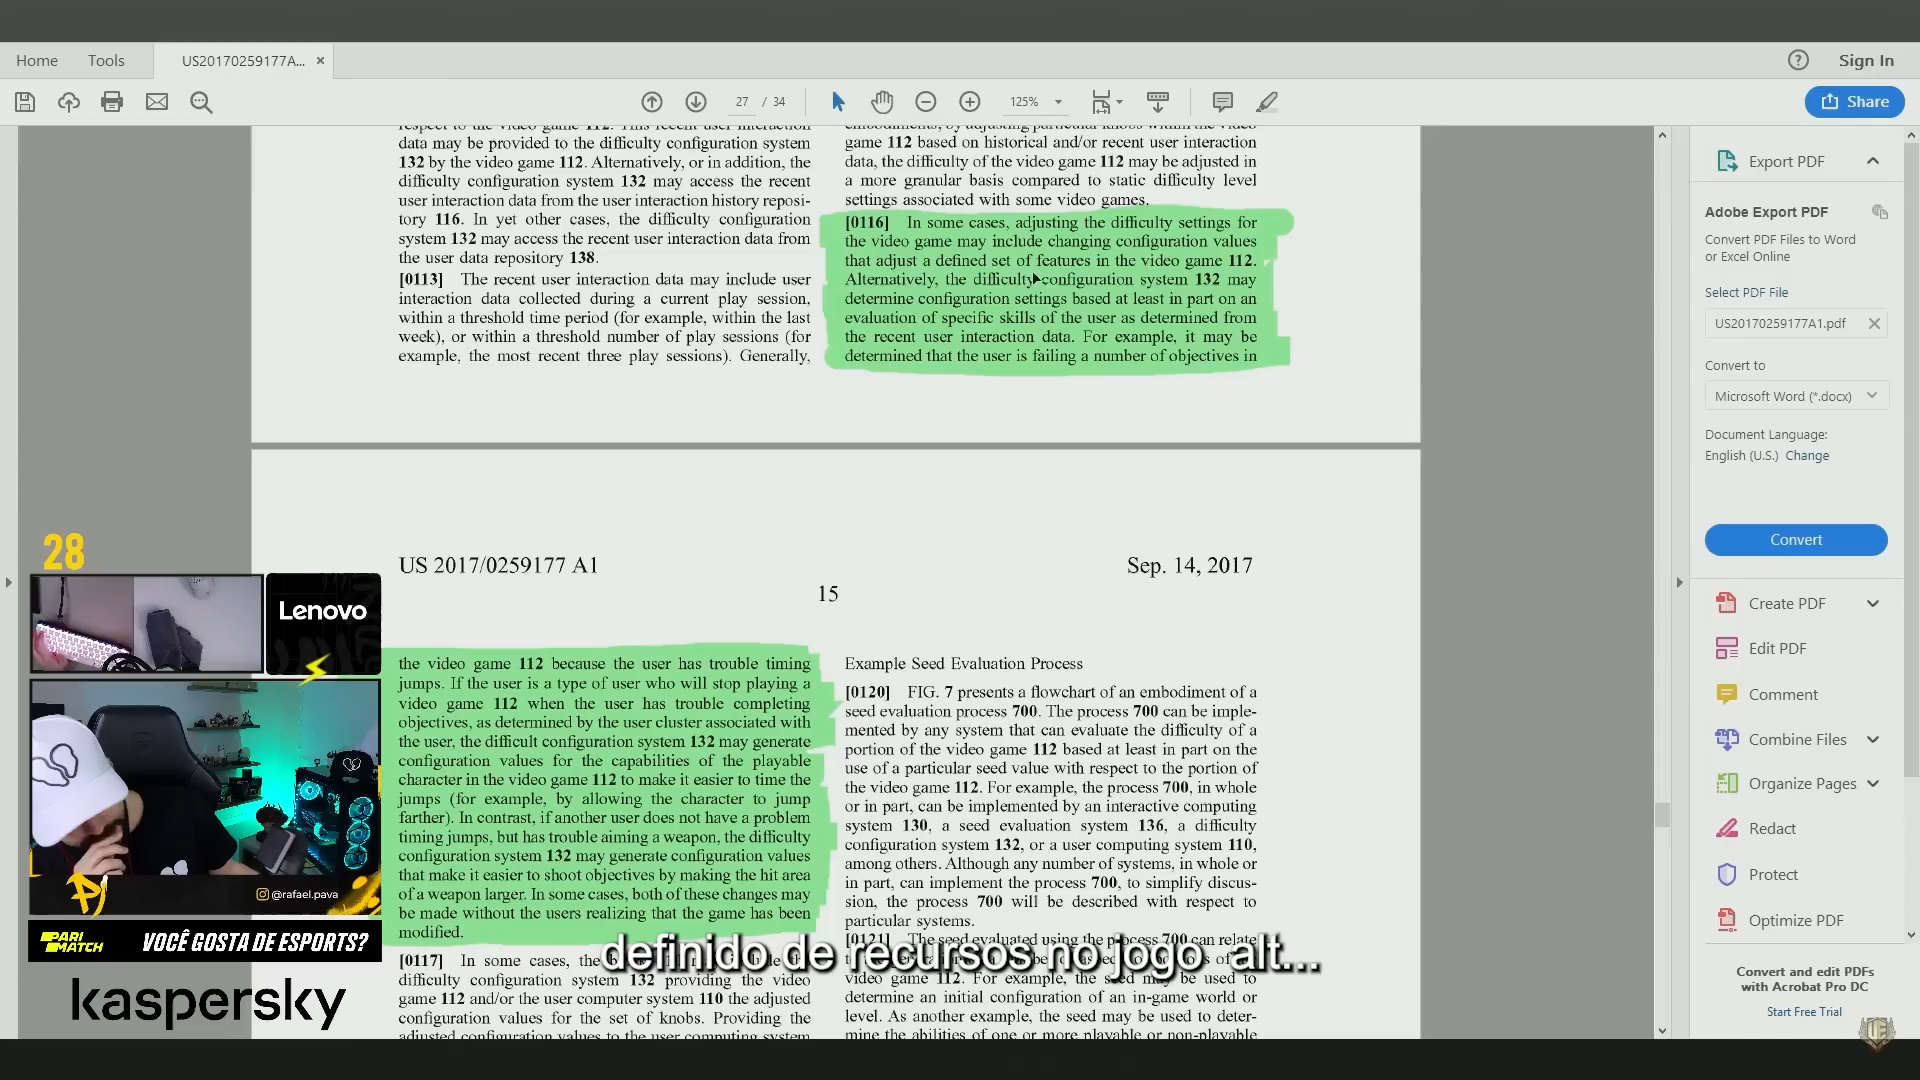 Home
Tools
US20170259177A...
Sign In
27 / 34
125%
Share
data may be provided to the difficulty configuration system
132 by the video game 112. Alternatively, or in addition, the
difficulty configuration system 132 may access the recent
user interaction data from the user interaction history reposi-
tory 116. In yet other cases, the difficulty configuration
system 132 may access the recent user interaction data from
the user data repository 138.
[0113] The recent user interaction data may include user
interaction data collected during a current play session,
within a threshold time period (for example, within the last
week), or within a threshold number of play sessions (for
example, the most recent three play sessions). Generally,
game 112 based on historical and/or recent user interaction
data, the difficulty of the video game 112 may be adjusted in
a more granular basis compared to static difficulty level
settings associated with some video games.
[0116] In some cases, adjusting the difficulty settings for
the video game may include changing configuration values
that adjust a defined set of features in the video game 112.
Alternatively, the difficulty configuration system 132 may
determine configuration settings based at least in part on an
evaluation of specific skills of the user as determined from
the recent user interaction data. For example, it may be
determined that the user is failing a number of objectives in
US 2017/0259177 A1
Sep. 14, 2017
15
the video game 112 because the user has trouble timing
jumps. If the user is a type of user who will stop playing a
video game 112 when the user has trouble completing
objectives, as determined by the user cluster associated with
the user, the difficult configuration system 132 may generate
configuration values for the capabilities of the playable
character in the video game 112 to make it easier to time the
jumps (for example, by allowing the character to jump
farther). In contrast, if another user does not have a problem
timing jumps, but has trouble aiming a weapon, the difficulty
configuration system 132 may generate configuration values
that make it easier to shoot objectives by making the hit area
of a weapon larger. In some cases, both of these changes may
be made without the users realizing that the game has been
modified.
[0117] In some cases, the
difficulty configuration system 132 providing the video
game 112 and/or the user computer system 110 the adjusted
configuration values for the set of knobs. Providing the
adjusted configuration values to the user computing system
Example Seed Evaluation Process
[0120] FIG. 7 presents a flowchart of an embodiment of a
seed evaluation process 700. The process 700 can be imple-
mented by any system that can evaluate the difficulty of a
portion of the video game 112 based at least in part on the
use of a particular seed value with respect to the portion of
the video game 112. For example, the process 700, in whole
or in part, can be implemented by an interactive computing
system 130, a seed evaluation system 136, a difficulty
configuration system 132, or a user computing system 110,
among others. Although any number of systems, in whole or
in part, can implement the process 700, to simplify discus-
sion, the process 700 will be described with respect to
particular systems.
[0121] The seed evaluated using the process 700 can relate
video game 112. For example, the seed may be used to
determine an initial configuration of an in-game world or
level. As another example, the seed may be used to deter-
mine the abilities of one or more playable or non-playable
definido de recursos no jogo alt...
28
Lenovo
@rafael.pava
PARI
MATCH
VOCÊ GOSTA DE ESPORTS?
kaspersky
Export PDF
Adobe Export PDF
Convert PDF Files to Word
or Excel Online
Select PDF File
US20170259177A1.pdf
Convert to
Microsoft Word (*.docx)
Document Language:
English (U.S.) Change
Convert
Create PDF
Edit PDF
Comment
Combine Files
Organize Pages
Redact
Protect
Optimize PDF
Convert and edit PDFs
with Acrobat Pro DC
Start Free Trial